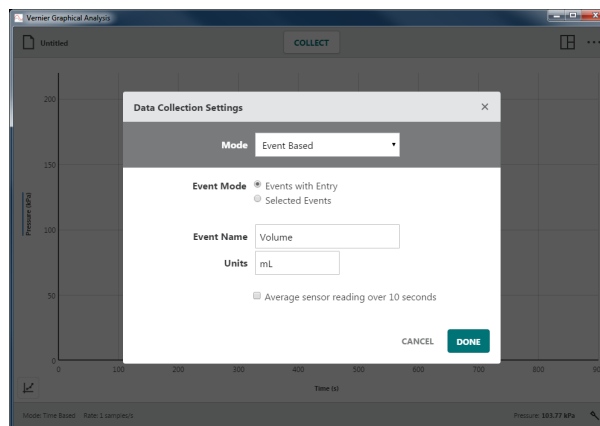 Vernier Graphical Analysis
Untitled
COLLECT
Data Collection Settings
Mode
Event Based
Event Mode
Events with Entry
Selected Events
Event Name
Volume
Units
mL
Average sensor reading over 10 seconds
CANCEL
DONE
Pressure (kPa)
200
150
100
50
0
0 100 200 300 400 500 600 700 800 90
Time (s)
Mode: Time Based Rate: 1 samples/s
Pressure: 103.77 kPa